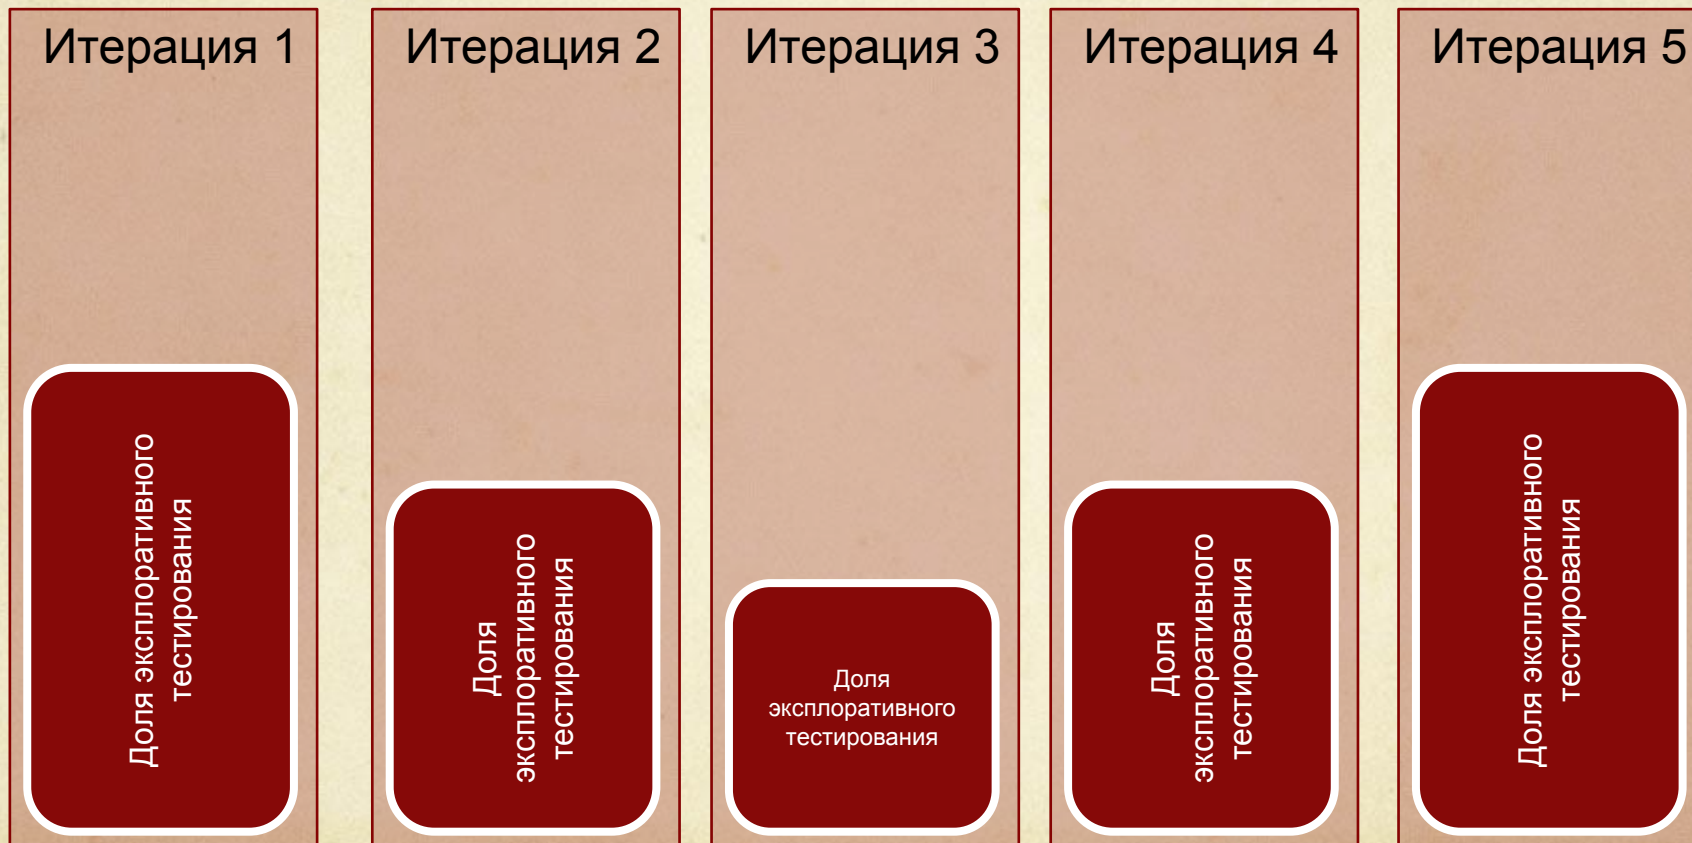 Итерация 1
Итерация 2
Итерация 3
Итерация 4
Итерация 5
Доля эксплоративного
тестирования
Доля
эксплоративного
тестирования
Доля
эксплоративного
тестирования
Доля
эксплоративного
тестирования
Доля эксплоративного
тестирования